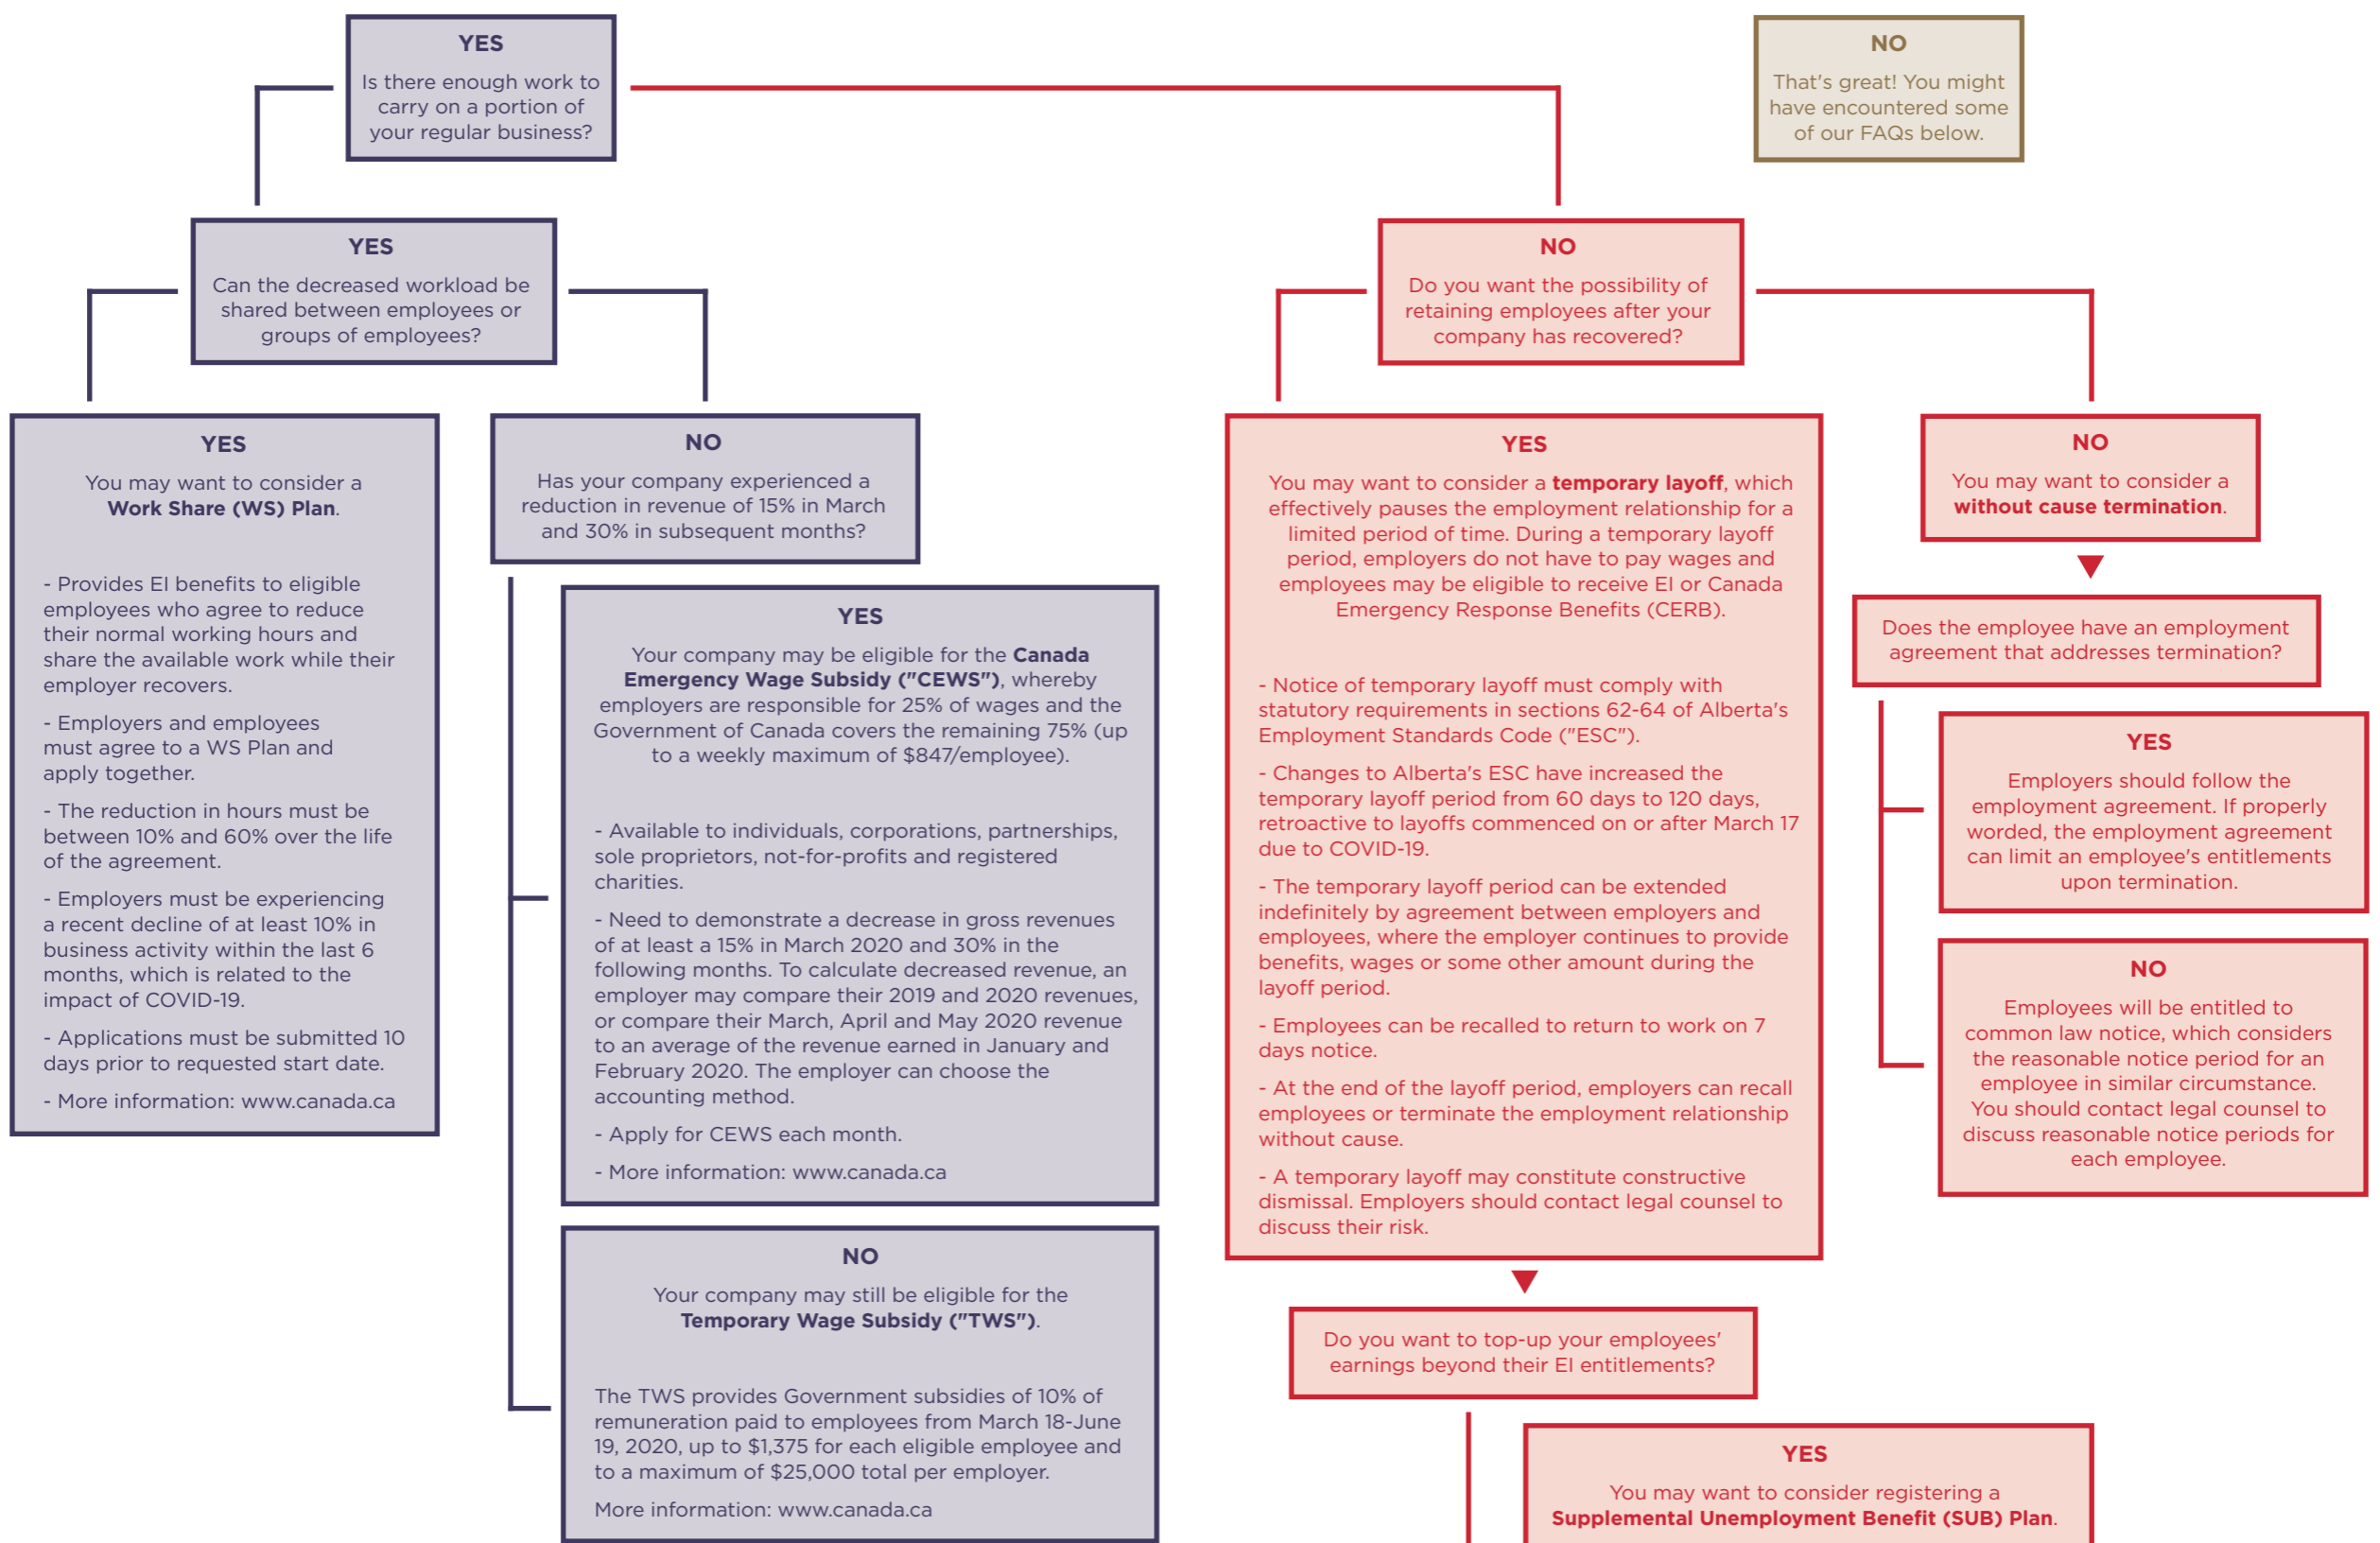 YES
Is there enough work to
carry on a portion of
your regular business?
NO
That's great! You might
have encountered some
of our FAQs below.
YES
Can the decreased workload be
shared between employees or
groups of employees?
NO
Do you want the possibility of
retaining employees after your
company has recovered?
YES
You may want to consider a
Work Share (WS) Plan.
- Provides EI benefits to eligible
employees who agree to reduce
their normal working hours and
share the available work while their
employer recovers.
- Employers and employees
must agree to a WS Plan and
apply together.
- The reduction in hours must be
between 10% and 60% over the life
of the agreement.
- Employers must be experiencing
a recent decline of at least 10% in
business activity within the last 6
months, which is related to the
impact of COVID-19.
- Applications must be submitted 10
days prior to requested start date.
- More information: www.canada.ca
NO
Has your company experienced a
reduction in revenue of 15% in March
and 30% in subsequent months?
YES
Your company may be eligible for the Canada
Emergency Wage Subsidy ("CEWS"), whereby
employers are responsible for 25% of wages and the
Government of Canada covers the remaining 75% (up
to a weekly maximum of $847/employee).
- Available to individuals, corporations, partnerships,
sole proprietors, not-for-profits and registered
charities.
- Need to demonstrate a decrease in gross revenues
of at least a 15% in March 2020 and 30% in the
following months. To calculate decreased revenue, an
employer may compare their 2019 and 2020 revenues,
or compare their March, April and May 2020 revenue
to an average of the revenue earned in January and
February 2020. The employer can choose the
accounting method.
- Apply for CEWS each month.
- More information: www.canada.ca
NO
Your company may still be eligible for the
Temporary Wage Subsidy ("TWS").
The TWS provides Government subsidies of 10% of
remuneration paid to employees from March 18-June
19, 2020, up to $1,375 for each eligible employee and
to a maximum of $25,000 total per employer.
More information: www.canada.ca
YES
You may want to consider a temporary layoff, which
effectively pauses the employment relationship for a
limited period of time. During a temporary layoff
period, employers do not have to pay wages and
employees may be eligible to receive EI or Canada
Emergency Response Benefits (CERB).
- Notice of temporary layoff must comply with
statutory requirements in sections 62-64 of Alberta's
Employment Standards Code ("ESC").
- Changes to Alberta's ESC have increased the
temporary layoff period from 60 days to 120 days,
retroactive to layoffs commenced on or after March 17
due to COVID-19.
- The temporary layoff period can be extended
indefinitely by agreement between employers and
employees, where the employer continues to provide
benefits, wages or some other amount during the
layoff period.
- Employees can be recalled to return to work on 7
days notice.
- At the end of the layoff period, employers can recall
employees or terminate the employment relationship
without cause.
- A temporary layoff may constitute constructive
dismissal. Employers should contact legal counsel to
discuss their risk.
Do you want to top-up your employees'
earnings beyond their EI entitlements?
YES
You may want to consider registering a
Supplemental Unemployment Benefit (SUB) Plan.
NO
You may want to consider a
without cause termination.
Does the employee have an employment
agreement that addresses termination?
YES
Employers should follow the
employment agreement. If properly
worded, the employment agreement
can limit an employee's entitlements
upon termination.
NO
Employees will be entitled to
common law notice, which considers
the reasonable notice period for an
employee in similar circumstance.
You should contact legal counsel to
discuss reasonable notice periods for
each employee.